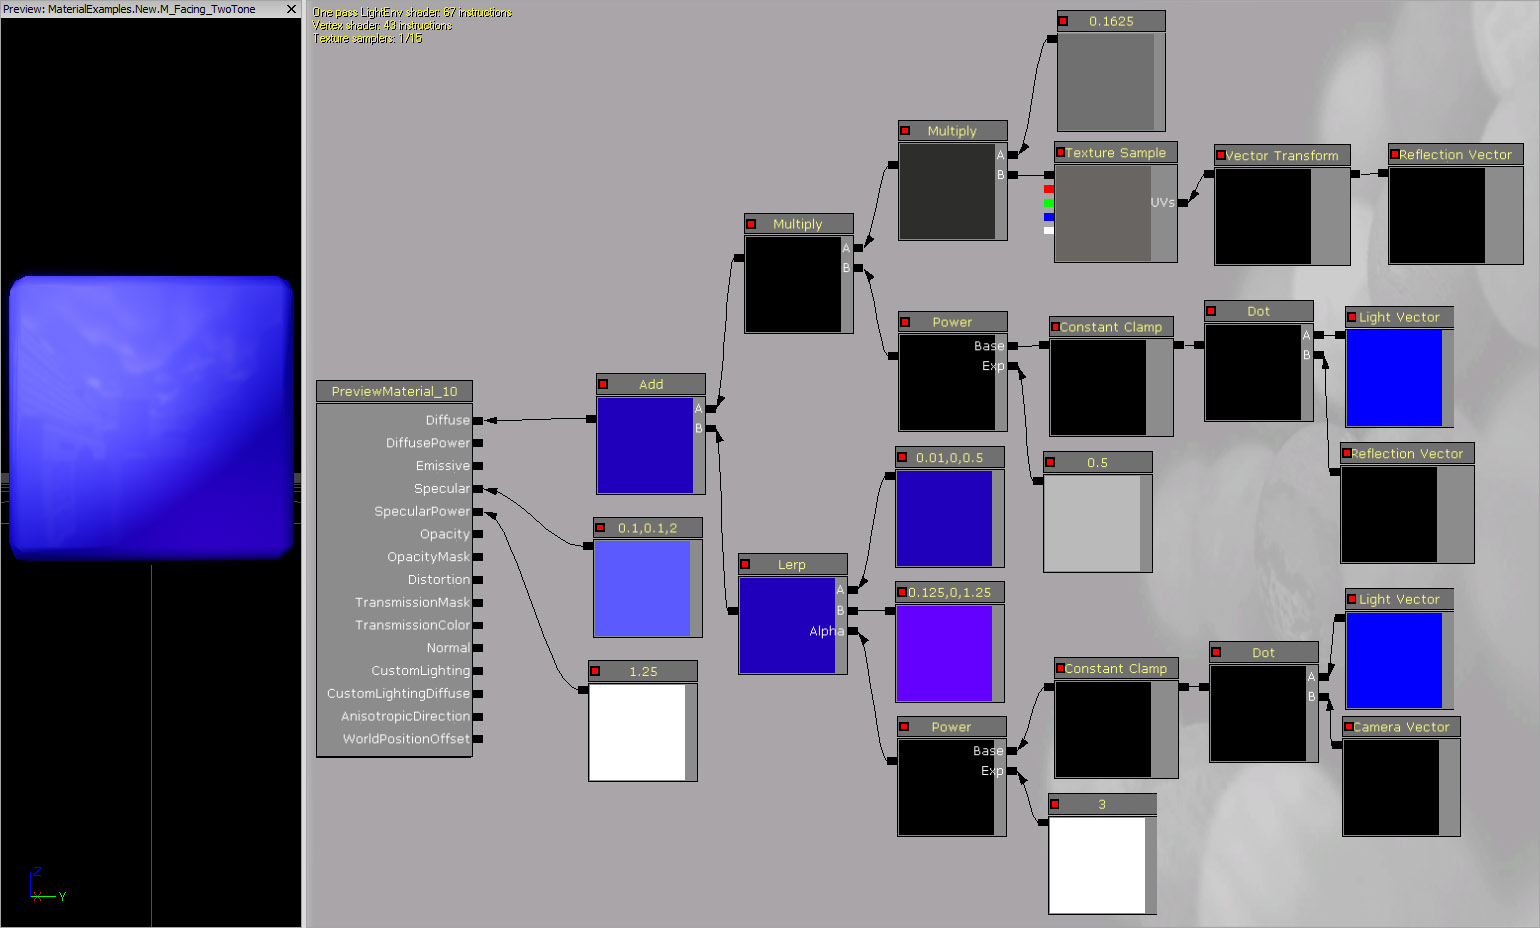 Preview: MaterialExamples.New.M_Facing_TwoTone
One pass LightEnv shader: 67 instructions
Vertex shader: 43 instructions
Texture samplers: 1/15
0.1625
Multiply
A
B
Texture Sample
UVs
Vector Transform
Reflection Vector
Multiply
A
B
Power
Base
Exp
Constant Clamp
Dot
A
B
Light Vector
Reflection Vector
0.5
PreviewMaterial_10
Diffuse
DiffusePower
Emissive
Specular
SpecularPower
Opacity
OpacityMask
Distortion
TransmissionMask
TransmissionColor
Normal
CustomLighting
CustomLightingDiffuse
AnisotropicDirection
WorldPositionOffset
Add
A
B
0.1,0.1,2
1.25
0.01,0,0.5
Lerp
A
B
Alpha
0.125,0,1.25
Power
Base
Exp
Constant Clamp
Dot
A
B
Light Vector
Camera Vector
3
Z
X
Y